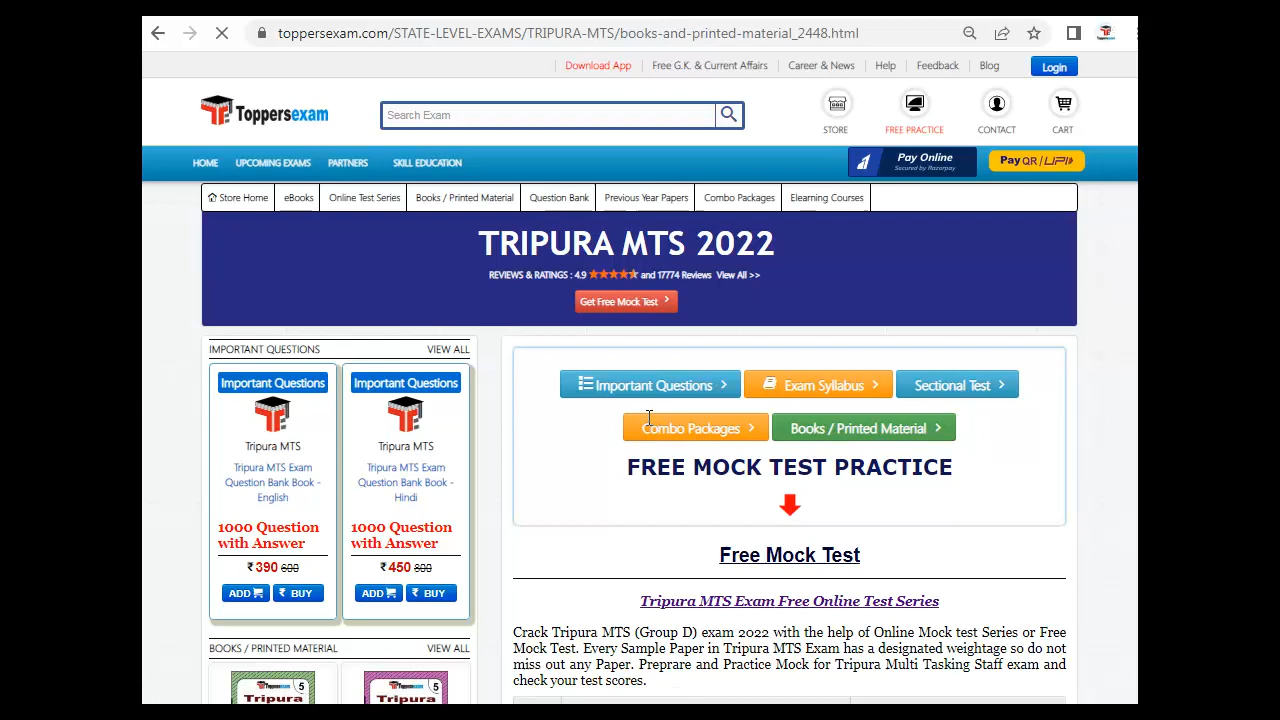 toppersexam.com/STATE-LEVEL-EXAMS/TRIPURA-MTS/books-and-printed-material_2448.html
Download App Free G.K. & Current Affairs Career & News Help Feedback Blog Login
Toppersexam
Search Exam
STORE FREE PRACTICE CONTACT CART
HOME UPCOMING EXAMS PARTNERS SKILL EDUCATION
Pay Online
Secured by Razorpay
Pay QR/UPI
Store Home eBooks Online Test Series Books / Printed Material Question Bank Previous Year Papers Combo Packages Elearning Courses
TRIPURA MTS 2022
REVIEWS & RATINGS : 4.9 and 17774 Reviews View All >>
Get Free Mock Test
IMPORTANT QUESTIONS VIEW ALL
Important Questions
Tripura MTS
Tripura MTS Exam
Question Bank Book -
English
1000 Question
with Answer
₹ 390 600
ADD ₹ BUY
Important Questions
Tripura MTS
Tripura MTS Exam
Question Bank Book -
Hindi
1000 Question
with Answer
₹ 450 800
ADD ₹ BUY
BOOKS / PRINTED MATERIAL VIEW ALL
Toppersexam 5
Tripura
Toppersexam 5
Tripura
Important Questions Exam Syllabus Sectional Test
Combo Packages Books / Printed Material
FREE MOCK TEST PRACTICE
Free Mock Test
Tripura MTS Exam Free Online Test Series
Crack Tripura MTS (Group D) exam 2022 with the help of Online Mock test Series or Free
Mock Test. Every Sample Paper in Tripura MTS Exam has a designated weightage so do not
miss out any Paper. Preprare and Practice Mock for Tripura Multi Tasking Staff exam and
check your test scores.